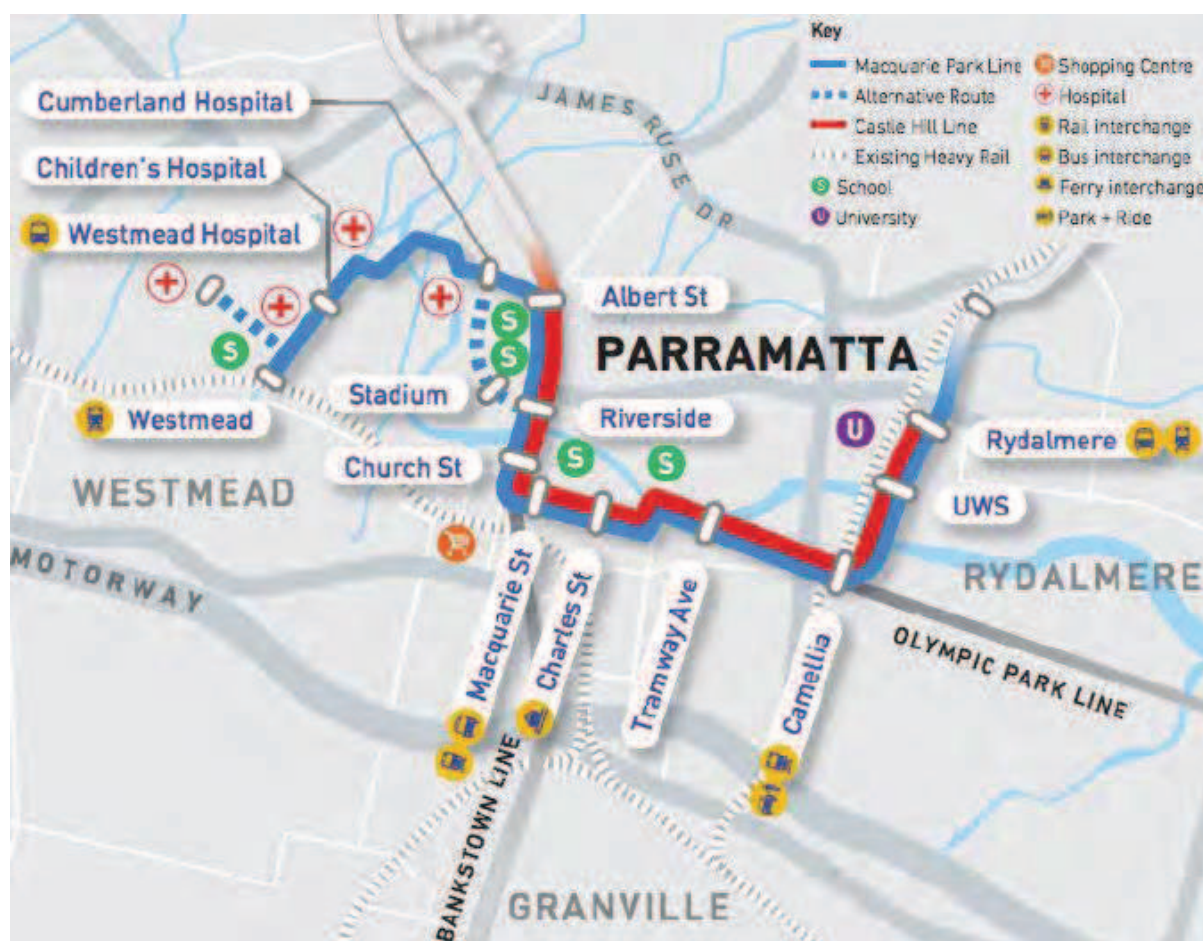 Key
Macquarie Park Line
Shopping Centre
Alternative Route
Hospital
Castle Hill Line
Rail interchange
Existing Heavy Rail
Bus interchange
S School
Ferry interchange
U University
Park + Ride
JAMES RUSE DR
Cumberland Hospital
Children's Hospital
Westmead Hospital
Albert St
S
S
PARRAMATTA
S
Stadium
Westmead
Riverside
U
Rydalmere
Church St
S
S
WESTMEAD
UWS
MOTORWAY
RYDALMERE
Macquarie St
Charles St
Tramway Ave
Camellia
OLYMPIC PARK LINE
BANKSTOWN LINE
GRANVILLE